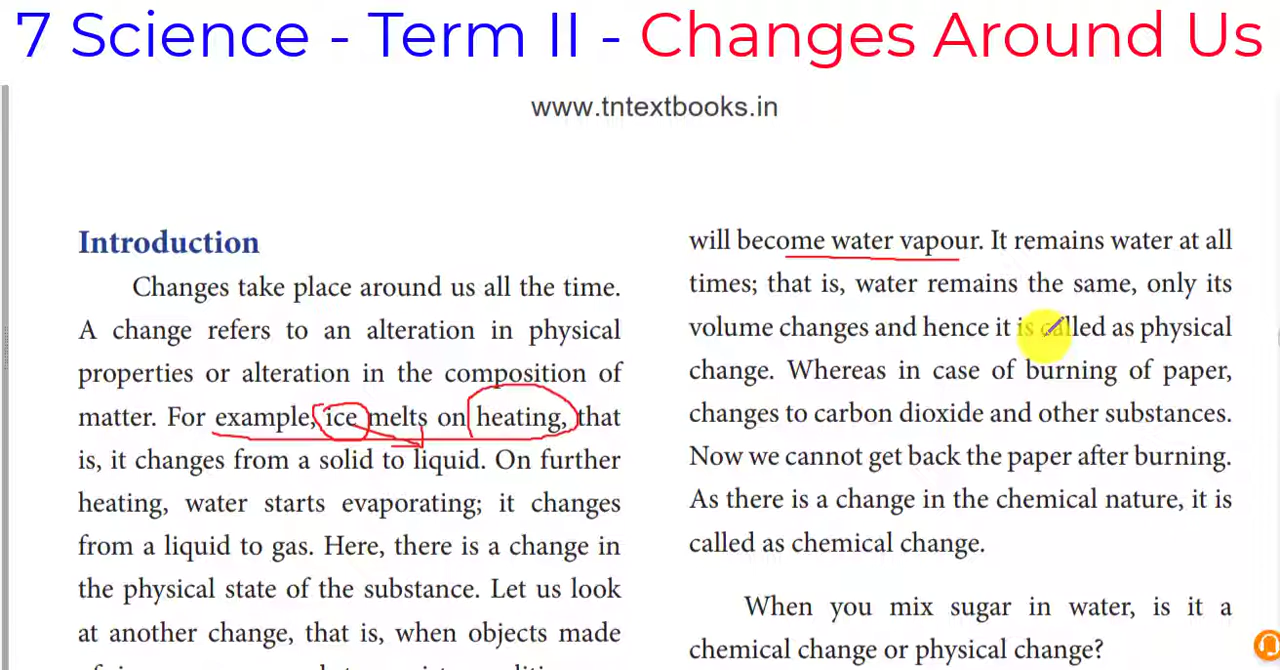 7 Science - Term II - Changes Around Us
www.tntextbooks.in
Introduction
Changes take place around us all the time.
A change refers to an alteration in physical
properties or alteration in the composition of
matter. For example, ice melts on heating, that
is, it changes from a solid to liquid. On further
heating, water starts evaporating; it changes
from a liquid to gas. Here, there is a change in
the physical state of the substance. Let us look
at another change, that is, when objects made
will become water vapour. It remains water at all
times; that is, water remains the same, only its
volume changes and hence it is called as physical
change. Whereas in case of burning of paper,
changes to carbon dioxide and other substances.
Now we cannot get back the paper after burning.
As there is a change in the chemical nature, it is
called as chemical change.
When you mix sugar in water, is it a
chemical change or physical change?